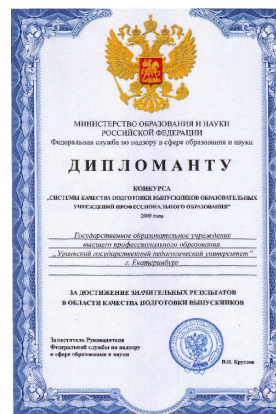 МИНИСТЕРСТВО ОБРАЗОВАНИЯ И НАУКИ
РОССИЙСКОЙ ФЕДЕРАЦИИ
Федеральная служба по надзору в сфере образования и науки
ДИПЛОМАНТУ
КОНКУРСА
„СИСТЕМЫ КАЧЕСТВА ПОДГОТОВКИ ВЫПУСКНИКОВ ОБРАЗОВАТЕЛЬНЫХ
УЧРЕЖДЕНИЙ ПРОФЕССИОНАЛЬНОГО ОБРАЗОВАНИЯ"
2009 года
Государственное образовательное учреждение
высшего профессионального образования
„Уральский государственный педагогический университет"
г. Екатеринбург
ЗА ДОСТИЖЕНИЕ ЗНАЧИТЕЛЬНЫХ РЕЗУЛЬТАТОВ
В ОБЛАСТИ КАЧЕСТВА ПОДГОТОВКИ ВЫПУСКНИКОВ
Заместитель Руководителя
Федеральной службы по надзору
в сфере образования и науки
В.И. Круглов